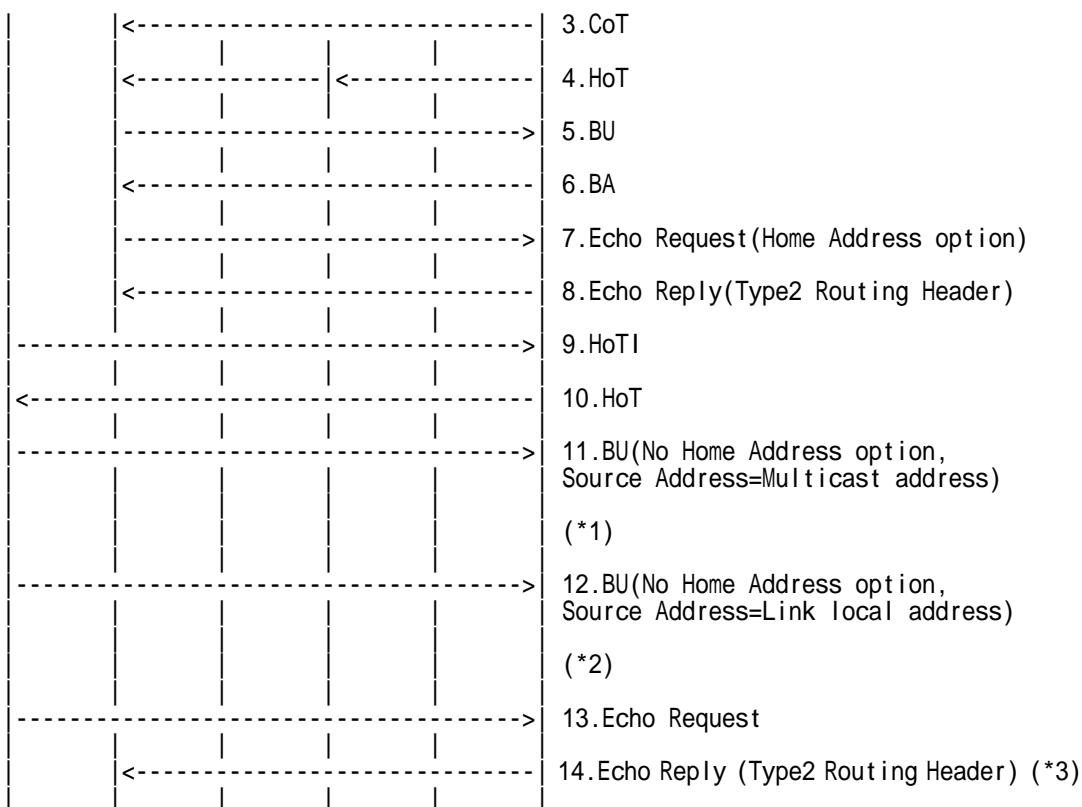 3.CoT
4.HoT
5.BU
6.BA
7.Echo Request(Home Address option)
8.Echo Reply(Type2 Routing Header)
9.HoTI
10.HoT
11.BU(No Home Address option,
Source Address=Multicast address)
(*1)
12.BU(No Home Address option,
Source Address=Link local address)
(*2)
13.Echo Request
14.Echo Reply (Type2 Routing Header) (*3)